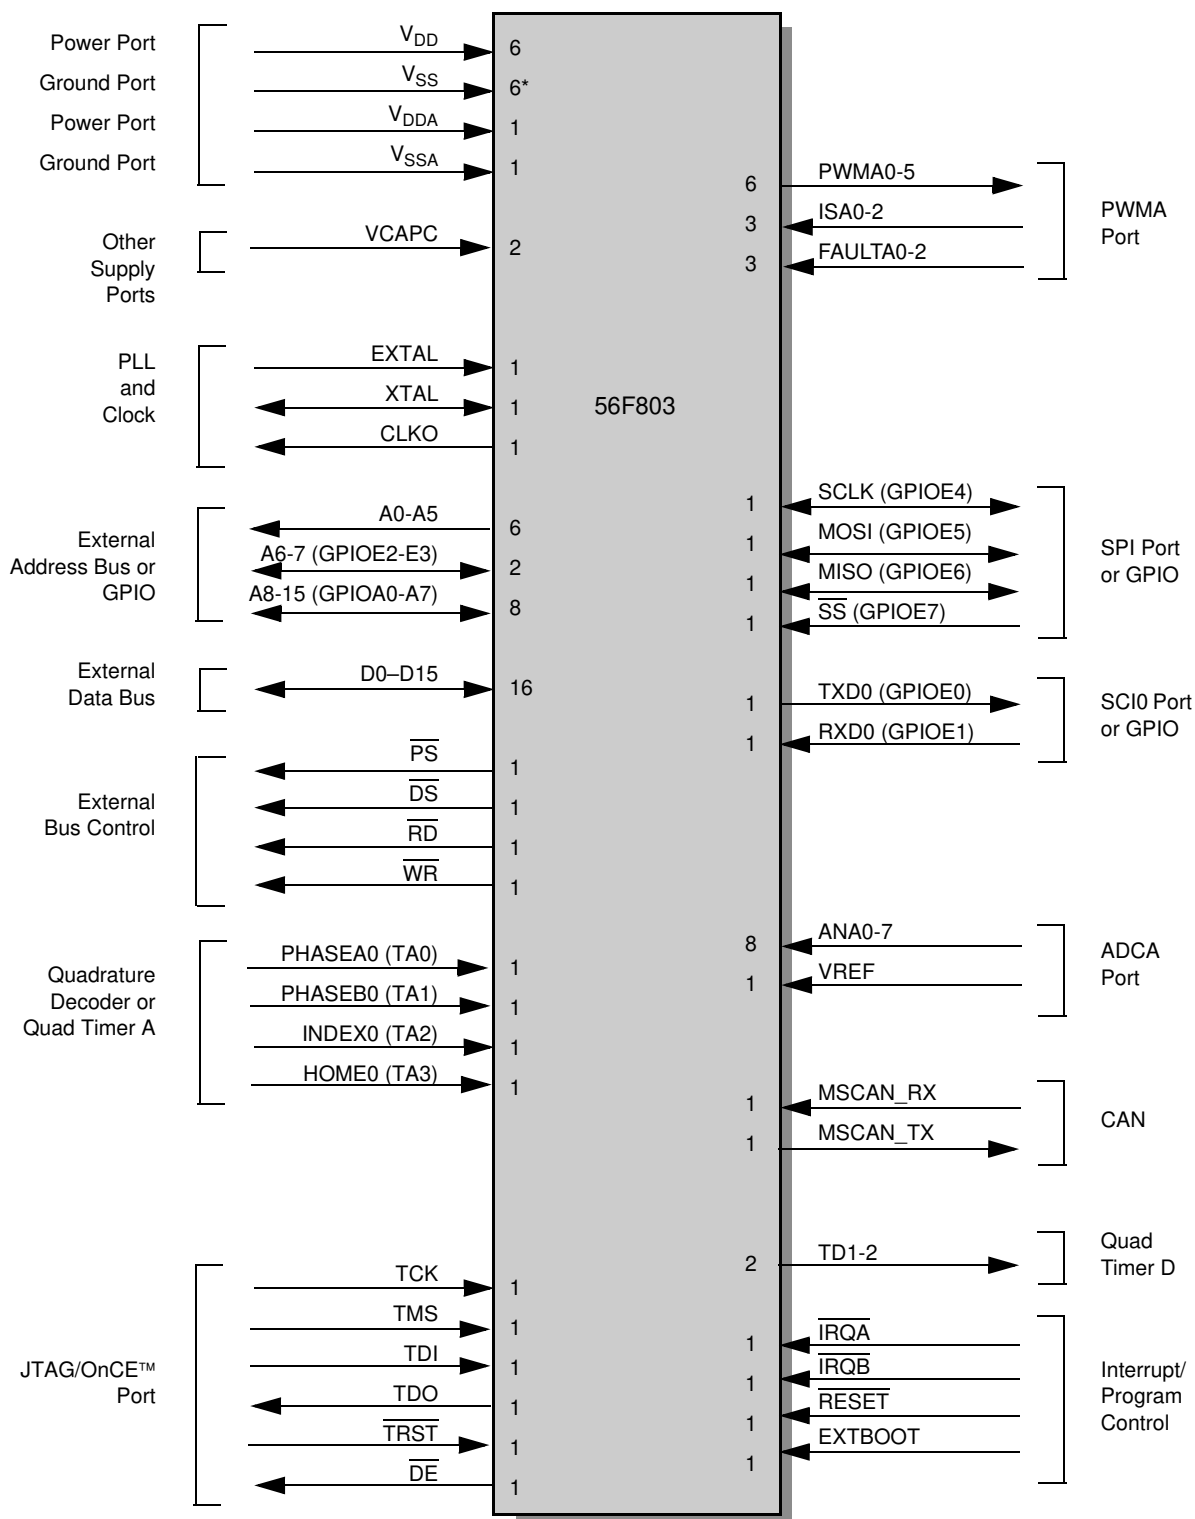 Power Port
V_DD
6
Ground Port
V_SS
6*
Power Port
V_DDA
1
Ground Port
V_SSA
1
Other
Supply
Ports
VCAPC
2
PLL
and
Clock
EXTAL
1
XTAL
1
CLKO
1
External
Address Bus or
GPIO
A0-A5
6
A6-7 (GPIOE2-E3)
2
A8-15 (GPIOA0-A7)
8
External
Data Bus
D0–D15
16
External
Bus Control
PS
1
DS
1
RD
1
WR
1
Quadrature
Decoder or
Quad Timer A
PHASEA0 (TA0)
1
PHASEB0 (TA1)
1
INDEX0 (TA2)
1
HOME0 (TA3)
1
JTAG/OnCE™
Port
TCK
1
TMS
1
TDI
1
TDO
1
TRST
1
DE
1
56F803
6
PWMA0-5
3
ISA0-2
3
FAULTA0-2
PWMA
Port
1
SCLK (GPIOE4)
1
MOSI (GPIOE5)
1
MISO (GPIOE6)
1
SS (GPIOE7)
SPI Port
or GPIO
1
TXD0 (GPIOE0)
1
RXD0 (GPIOE1)
SCI0 Port
or GPIO
8
ANA0-7
1
VREF
ADCA
Port
1
MSCAN_RX
1
MSCAN_TX
CAN
2
TD1-2
Quad
Timer D
1
IRQA
1
IRQB
1
RESET
1
EXTBOOT
Interrupt/
Program
Control